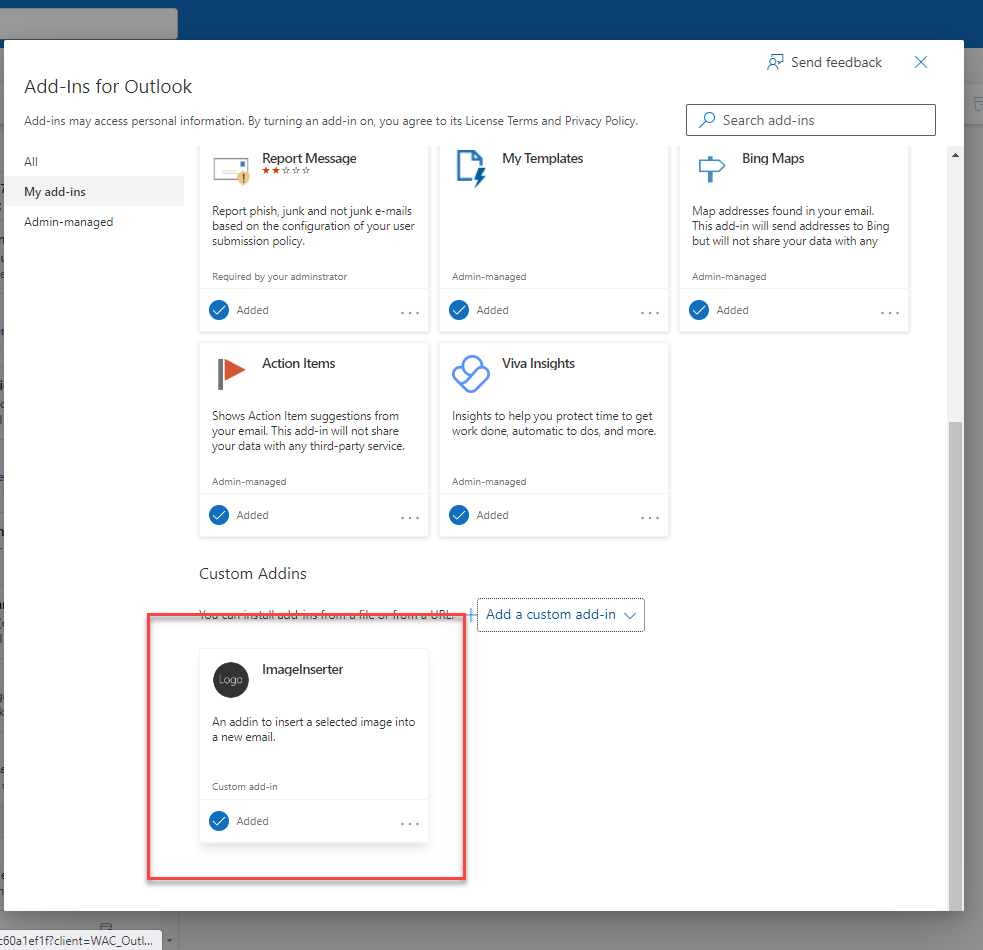 Send feedback
Add-Ins for Outlook
Add-ins may access personal information. By turning an add-in on, you agree to its License Terms and Privacy Policy.
Search add-ins
All
My add-ins
Admin-managed
Report Message
Report phish, junk and not junk e-mails
based on the configuration of your user
submission policy.
Required by your adminstrator
Added
My Templates
Admin-managed
Added
Bing Maps
Map addresses found in your email.
This add-in will send addresses to Bing
but will not share your data with any
Admin-managed
Added
Action Items
Shows Action Item suggestions from
your email. This add-in will not share
your data with any third-party service.
Admin-managed
Added
Viva Insights
Insights to help you protect time to get
work done, automatic to dos, and more.
Admin-managed
Added
Custom Addins
You can install add-ins from a file or from a URL.
Add a custom add-in
Logo
ImageInserter
An addin to insert a selected image into
a new email.
Custom add-in
Added
c60a1ef1f?client=WAC_Outl...